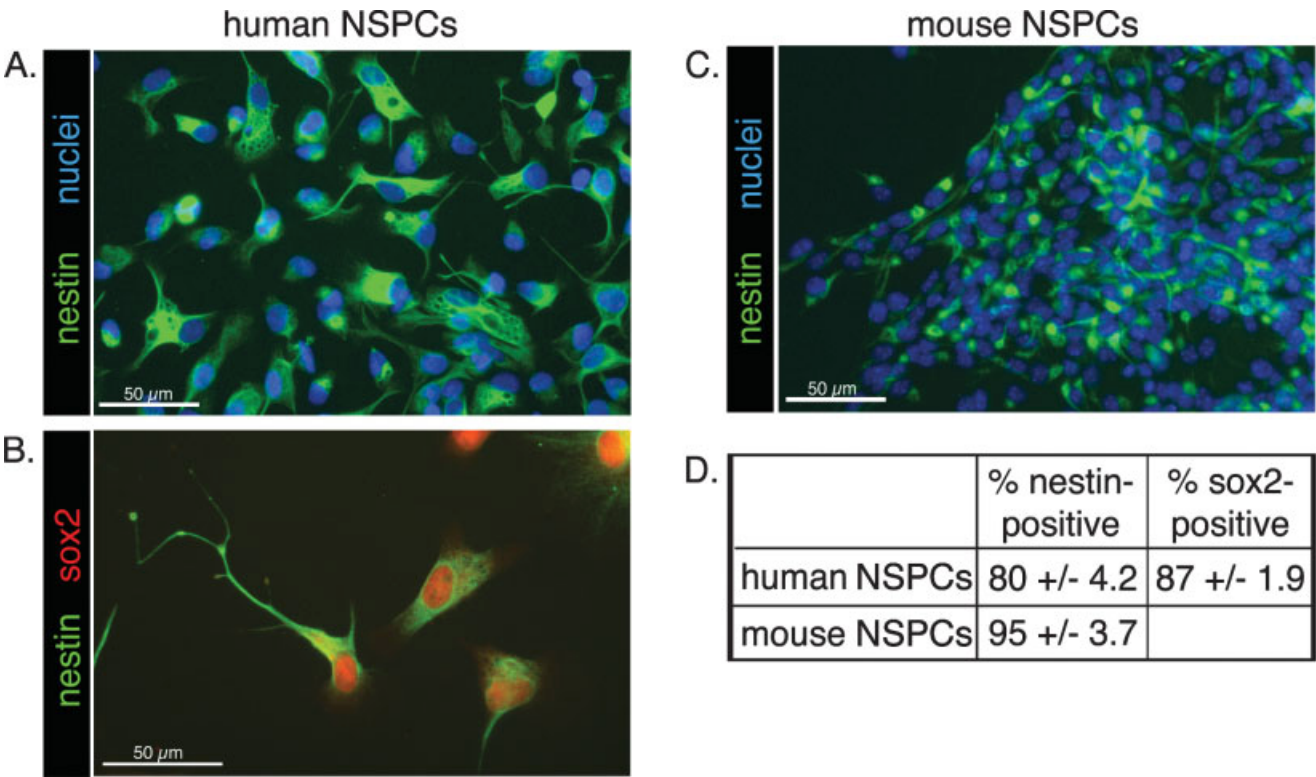 human NSPCs
A.
nestin nuclei
50 µm
B.
nestin sox2
50 µm
mouse NSPCs
C.
nestin nuclei
50 µm
D.
% nestin-
positive
% sox2-
positive
human NSPCs 80 +/- 4.2 87 +/- 1.9
mouse NSPCs 95 +/- 3.7